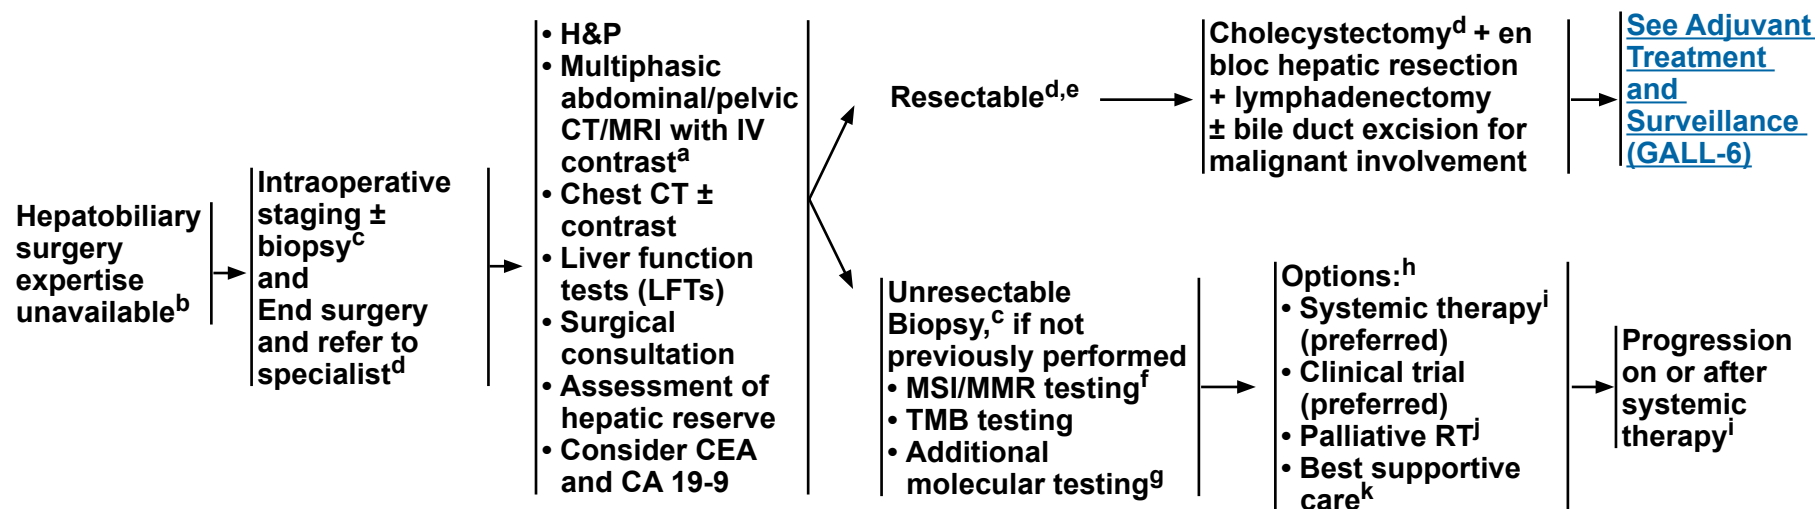 Hepatobiliary
surgery
expertise
unavailableb
Intraoperative
staging ±
biopsyc
and
End surgery
and refer to
specialistd
• H&P
• Multiphasic
abdominal/pelvic
CT/MRI with IV
contrasta
• Chest CT ±
contrast
• Liver function
tests (LFTs)
• Surgical
consultation
• Assessment of
hepatic reserve
• Consider CEA
and CA 19-9
Resectabled,e
Cholecystectomyd + en
bloc hepatic resection
+ lymphadenectomy
± bile duct excision for
malignant involvement
See Adjuvant
Treatment
and
Surveillance
(GALL-6)
Unresectable
Biopsy,c if not
previously performed
• MSI/MMR testingf
• TMB testing
• Additional
molecular testingg
Options:h
• Systemic therapyi
(preferred)
• Clinical trial
(preferred)
• Palliative RTj
• Best supportive
carek
Progression
on or after
systemic
therapyi